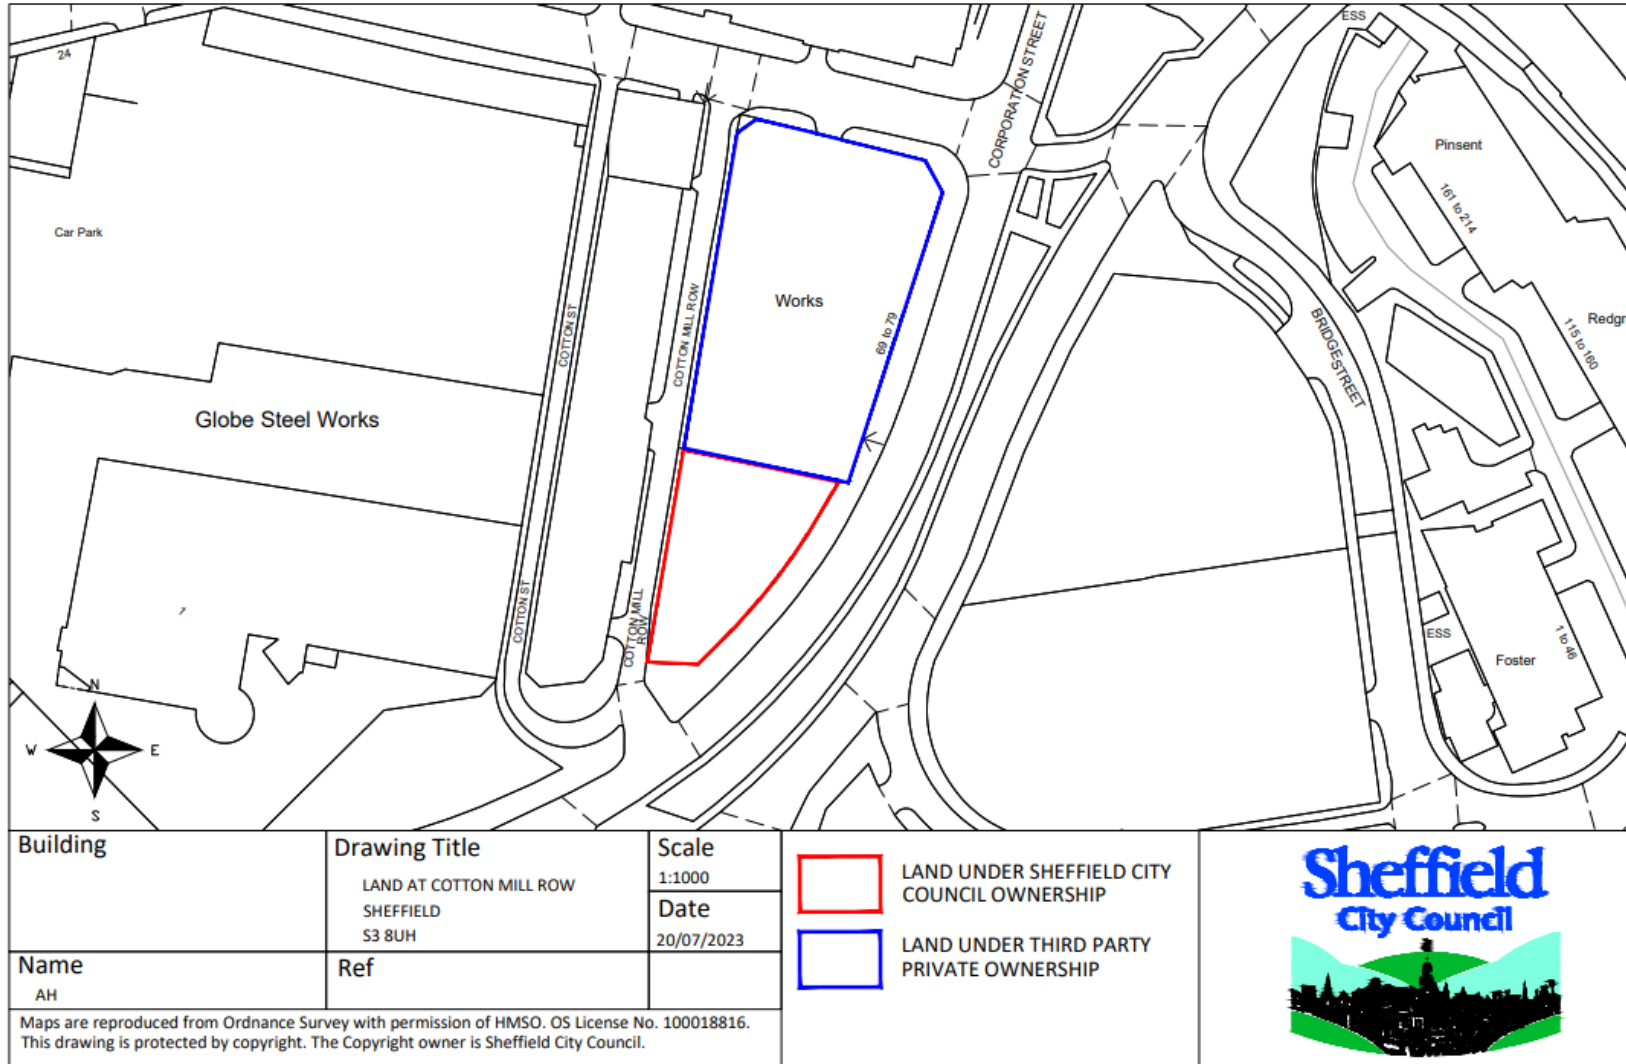 24
ESS
CORPORATION STREET
Pinsent
161 to 214
Car Park
COTTON ST
COTTON MILL ROW
Works
69 to 79
BRIDGESTREET
115 to 160
Redgr
Globe Steel Works
7
COTTON ST
COTTON MILL
ROW
ESS
1 to 46
Foster
N
W
E
S
Building
Drawing Title
LAND AT COTTON MILL ROW
SHEFFIELD
S3 8UH
Scale
1:1000
Date
20/07/2023
Name
AH
Ref
LAND UNDER SHEFFIELD CITY
COUNCIL OWNERSHIP
LAND UNDER THIRD PARTY
PRIVATE OWNERSHIP
Sheffield
City Council
Maps are reproduced from Ordnance Survey with permission of HMSO. OS License No. 100018816.
This drawing is protected by copyright. The Copyright owner is Sheffield City Council.